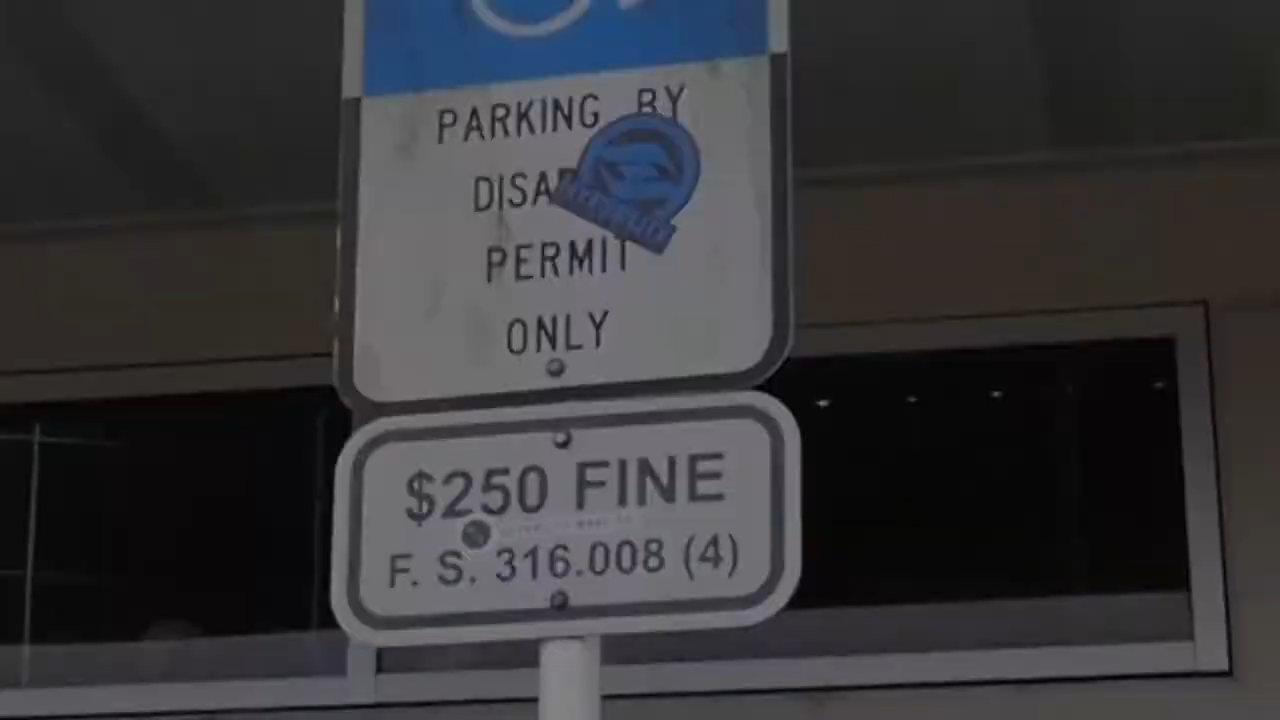 PARKING BY
DISA
PERMIT
ONLY
$250 FINE
F. S. 316.008 (4)